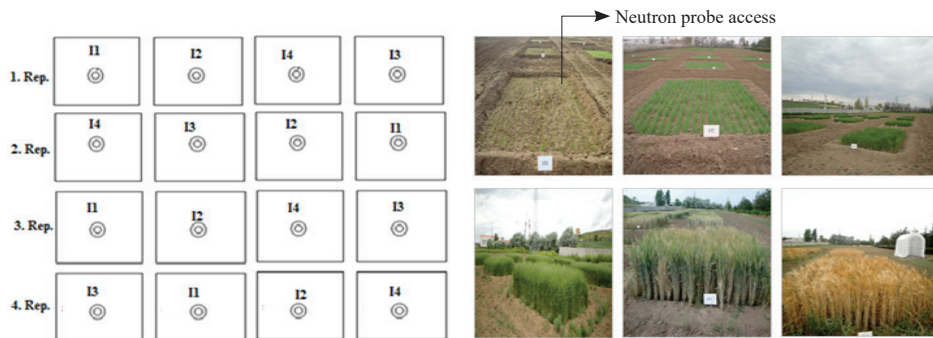 Neutron probe access
I1 I2 I4 I3
1. Rep.
I4 I3 I2 I1
2. Rep.
I1 I2 I4 I3
3. Rep.
I3 I1 I2 I4
4. Rep.